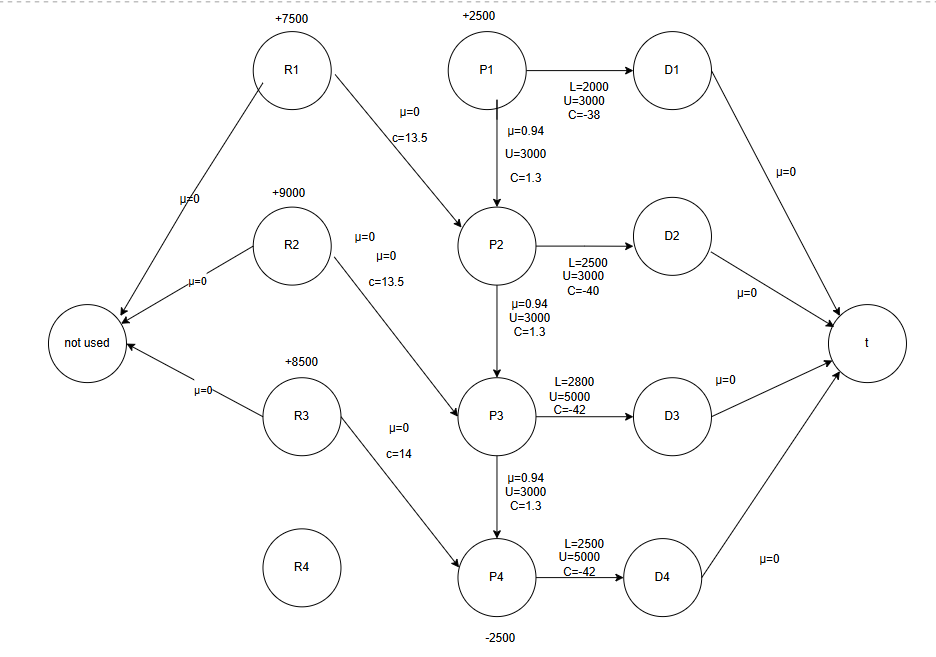 +7500
+2500
R1
P1
D1
L=2000
U=3000
C=-38
μ=0
c=13.5
μ=0.94
U=3000
C=1.3
μ=0
μ=0
+9000
R2
μ=0
μ=0
c=13.5
P2
D2
L=2500
U=3000
C=-40
μ=0
μ=0
μ=0.94
U=3000
C=1.3
not used
t
+8500
R3
μ=0
μ=0
c=14
P3
L=2800
U=5000
C=-42
D3
μ=0
μ=0.94
U=3000
C=1.3
R4
P4
L=2500
U=5000
C=-42
D4
μ=0
-2500